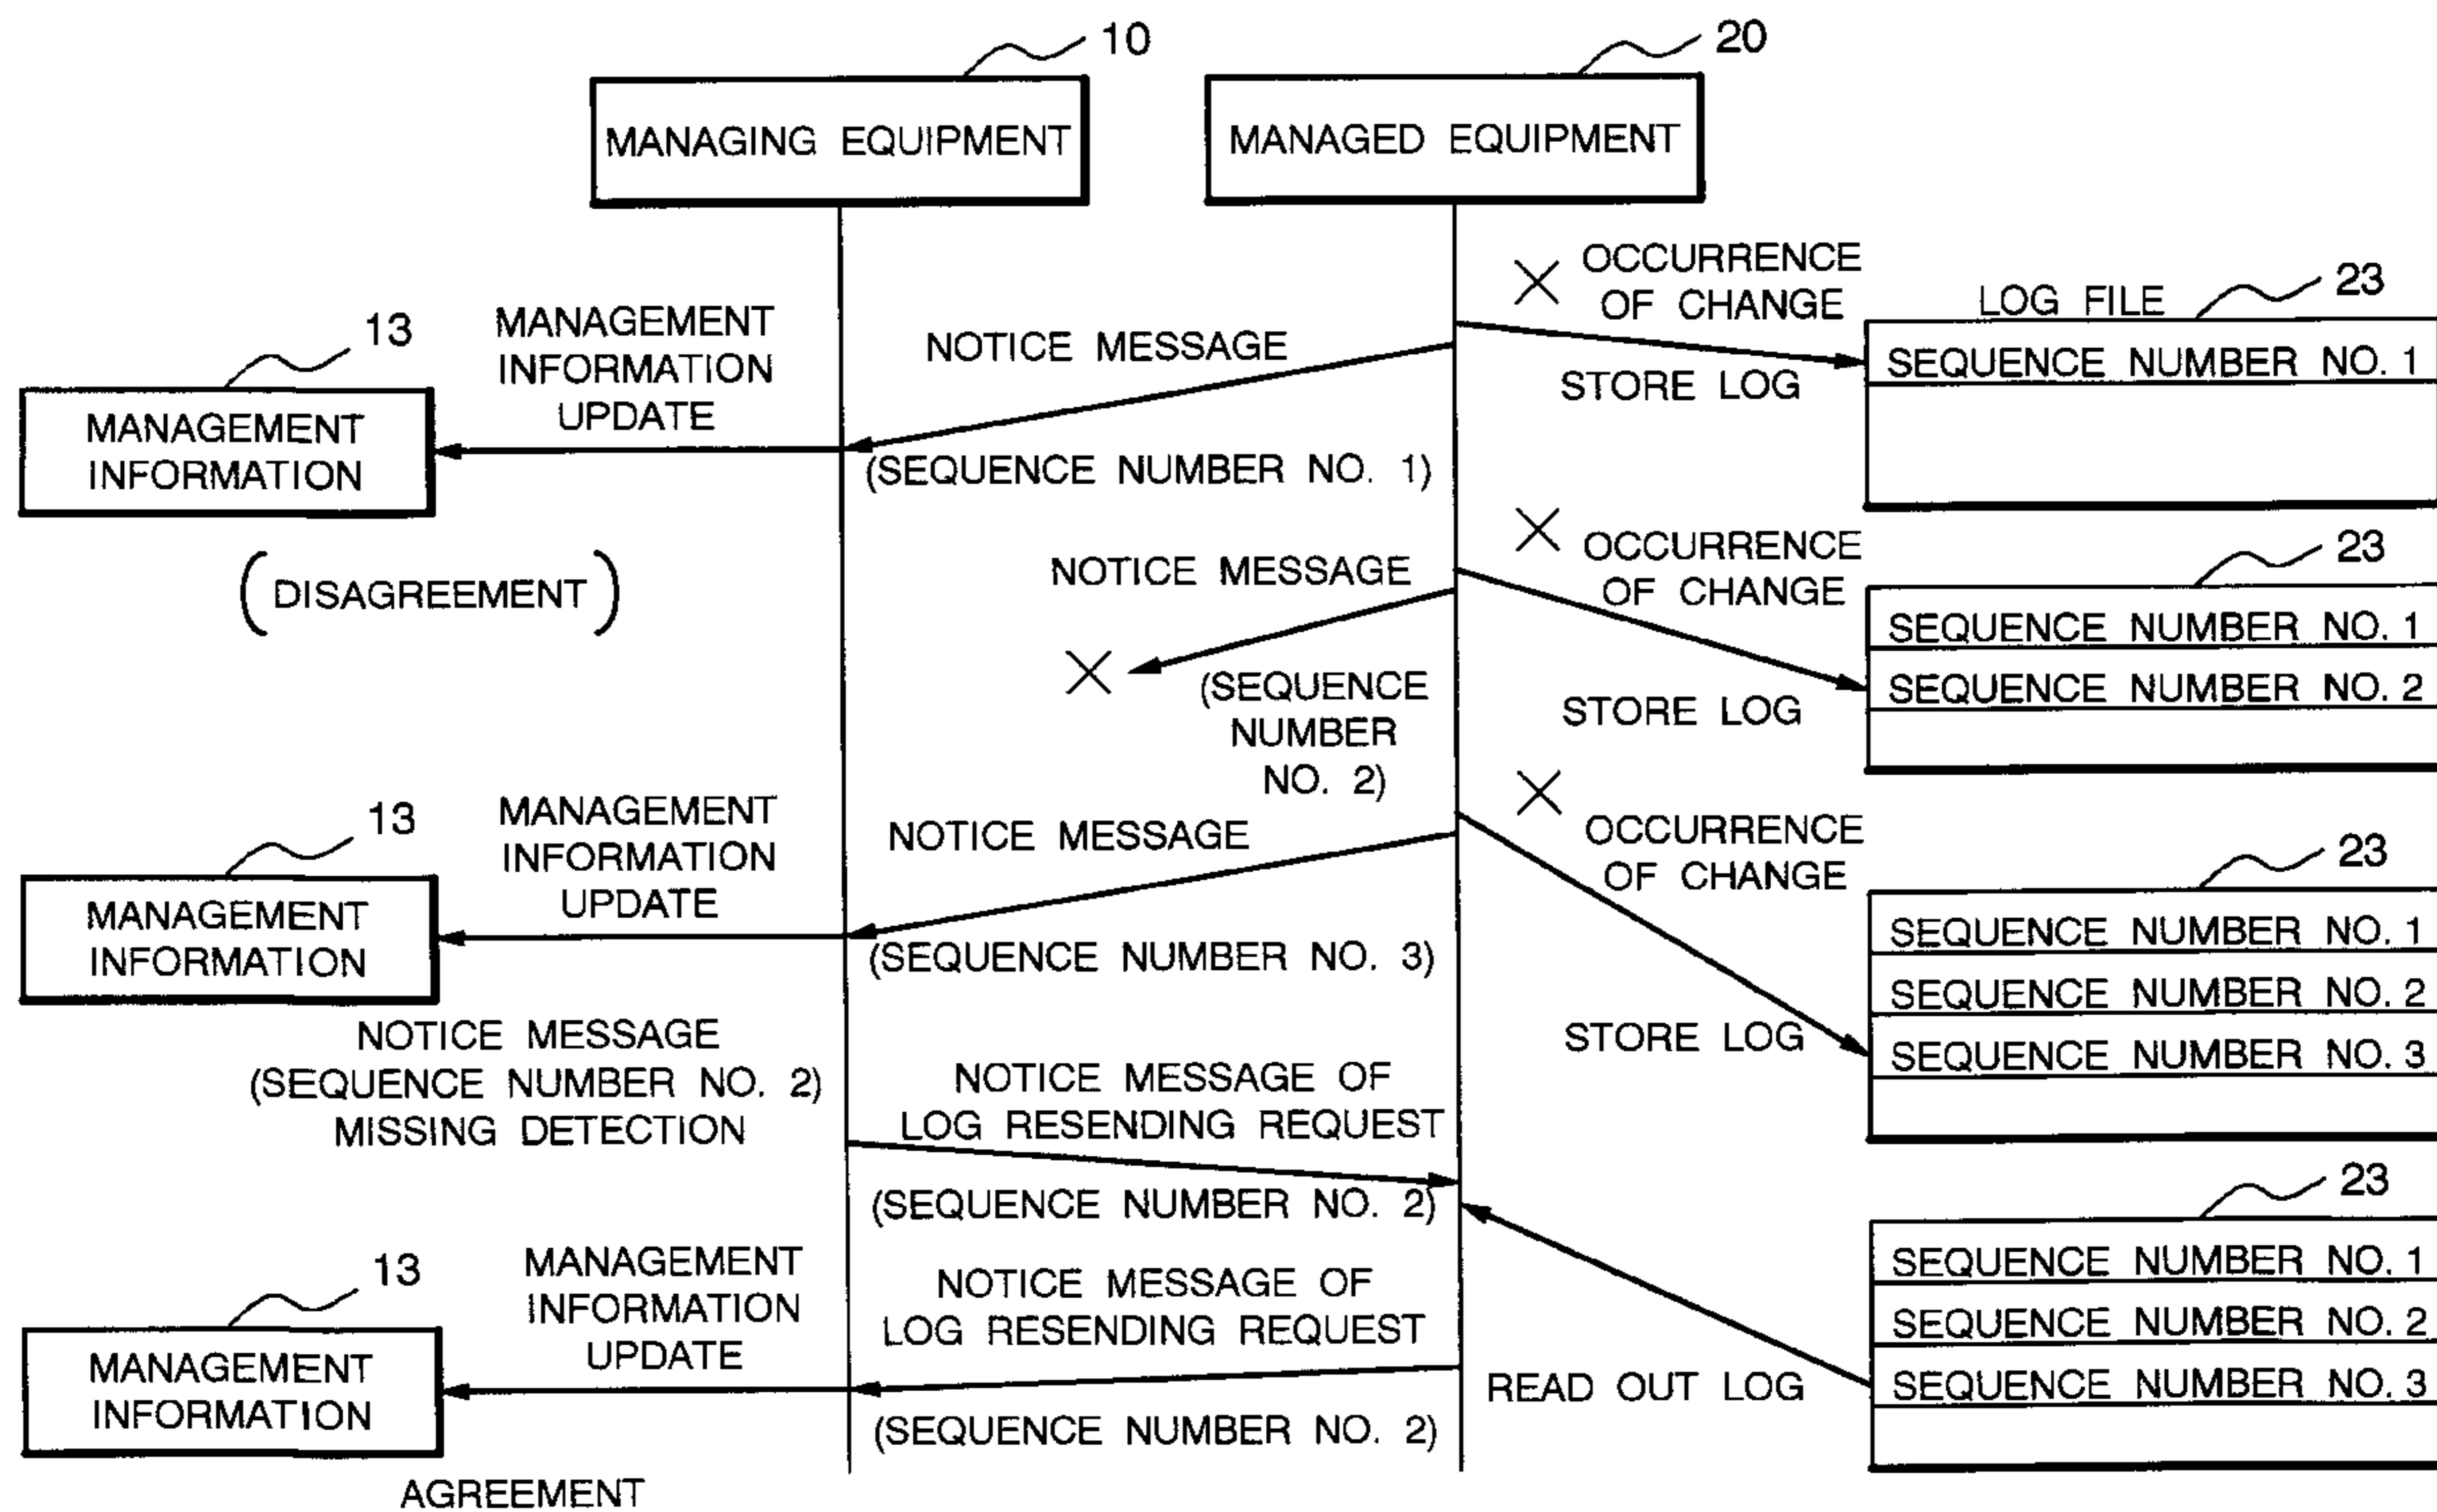 10
20
MANAGING EQUIPMENT
MANAGED EQUIPMENT
OCCURRENCE
OF CHANGE
LOG FILE
23
13
MANAGEMENT
INFORMATION
UPDATE
NOTICE MESSAGE
STORE LOG
SEQUENCE NUMBER NO. 1
MANAGEMENT
INFORMATION
(SEQUENCE NUMBER NO. 1)
(DISAGREEMENT)
NOTICE MESSAGE
OCCURRENCE
OF CHANGE
23
SEQUENCE NUMBER NO. 1
SEQUENCE NUMBER NO. 2
(SEQUENCE
NUMBER
NO. 2)
STORE LOG
13
MANAGEMENT
INFORMATION
UPDATE
NOTICE MESSAGE
OCCURRENCE
OF CHANGE
23
MANAGEMENT
INFORMATION
(SEQUENCE NUMBER NO. 3)
SEQUENCE NUMBER NO. 1
SEQUENCE NUMBER NO. 2
SEQUENCE NUMBER NO. 3
STORE LOG
NOTICE MESSAGE
(SEQUENCE NUMBER NO. 2)
MISSING DETECTION
NOTICE MESSAGE OF
LOG RESENDING REQUEST
(SEQUENCE NUMBER NO. 2)
23
13
MANAGEMENT
INFORMATION
UPDATE
NOTICE MESSAGE OF
LOG RESENDING REQUEST
SEQUENCE NUMBER NO. 1
SEQUENCE NUMBER NO. 2
SEQUENCE NUMBER NO. 3
MANAGEMENT
INFORMATION
READ OUT LOG
(SEQUENCE NUMBER NO. 2)
AGREEMENT